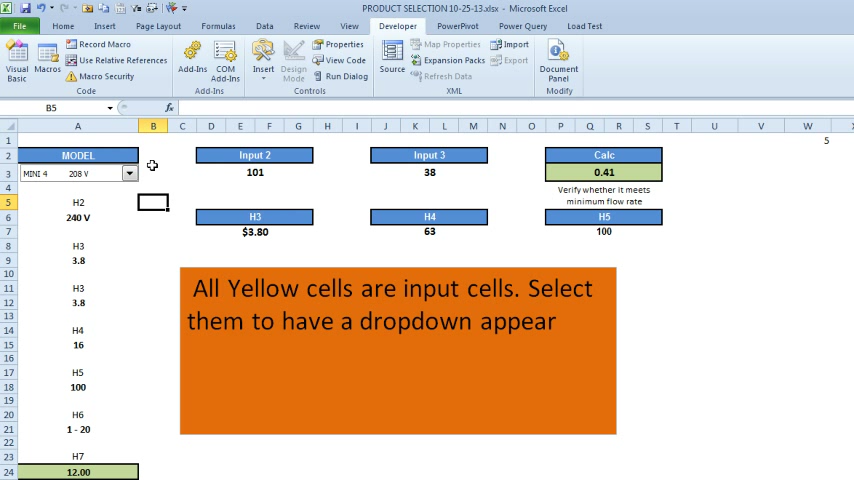 PRODUCT SELECTION 10-25-13.xlsx - Microsoft Excel
File Home Insert Page Layout Formulas Data Review View Developer PowerPivot Power Query Load Test
Visual Basic
Macros
Record Macro
Use Relative References
Macro Security
Code
Add-Ins
COM Add-Ins
Add-Ins
Insert
Design Mode
Properties
View Code
Run Dialog
Controls
Source
Map Properties
Expansion Packs
Refresh Data
Import
Export
XML
Document Panel
Modify
B5 fx
A B C D E F G H I J K L M N O P Q R S T U V W X
1 5
2 MODEL Input 2 Input 3 Calc
3 MINI 4 208 V 101 38 0.41
4 Verify whether it meets
5 H2 minimum flow rate
6 240 V H3 H4 H5
7 $3.80 63 100
8 H3
9 3.8
10
11 H3
12 3.8
13
14 H4
15 16
16
17 H5
18 100
19
20 H6
21 1 - 20
22
23 H7
24 12.00
All Yellow cells are input cells. Select
them to have a dropdown appear